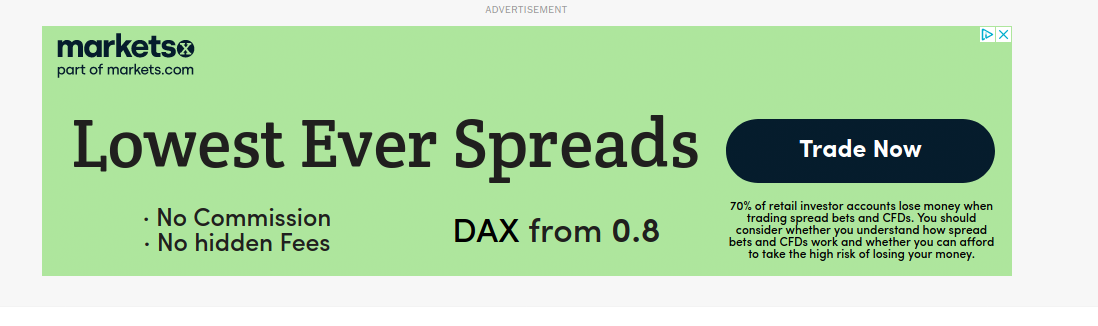 ADVERTISEMENT
marketsx
part of markets.com
Lowest Ever Spreads
Trade Now
· No Commission
· No hidden Fees
DAX from 0.8
70% of retail investor accounts lose money when
trading spread bets and CFDs. You should
consider whether you understand how spread
bets and CFDs work and whether you can afford
to take the high risk of losing your money.